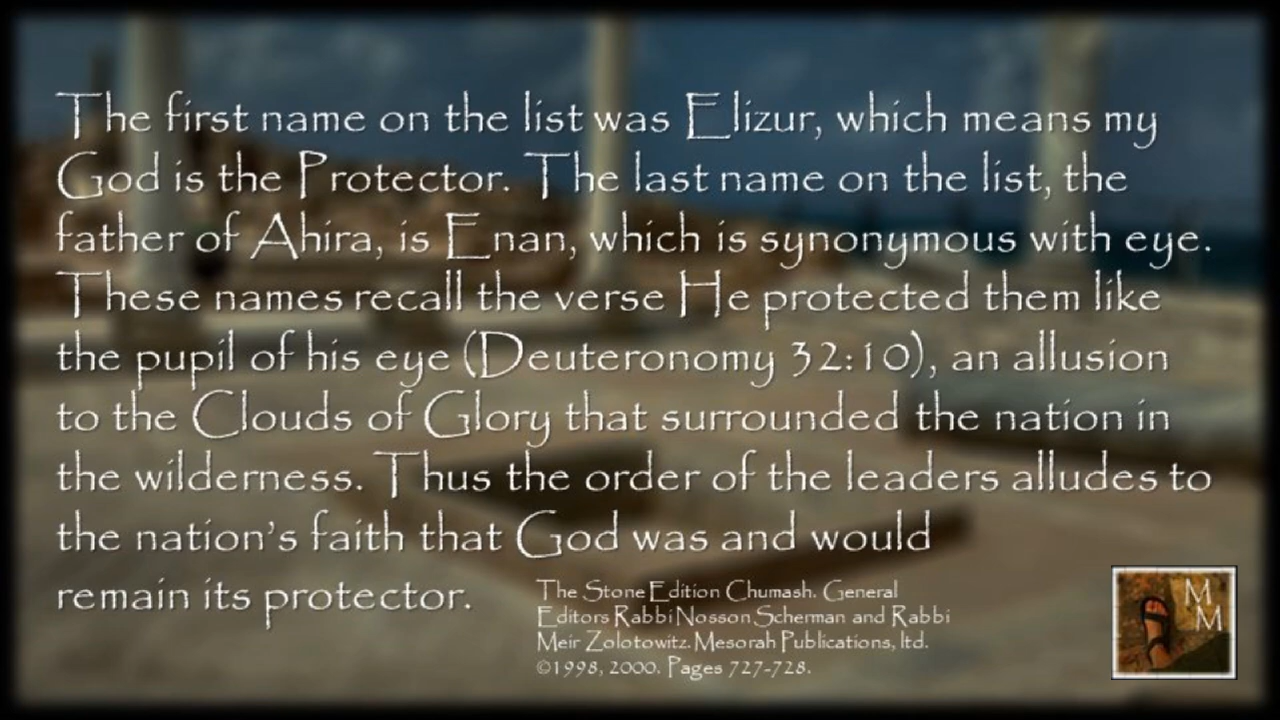 The first name on the list was Elizur, which means my
God is the Protector. The last name on the list, the
father of Ahira, is Enan, which is synonymous with eye.
These names recall the verse He protected them like
the pupil of his eye (Deuteronomy 32:10), an allusion
to the Clouds of Glory that surrounded the nation in
the wilderness. Thus the order of the leaders alludes to
the nation's faith that God was and would
remain its protector.
The Stone Edition Chumash. General
Editors Rabbi Nosson Scherman and Rabbi
Meir Zolotowitz. Mesorah Publications, ltd.
©1998, 2000. Pages 727-728.
M
M